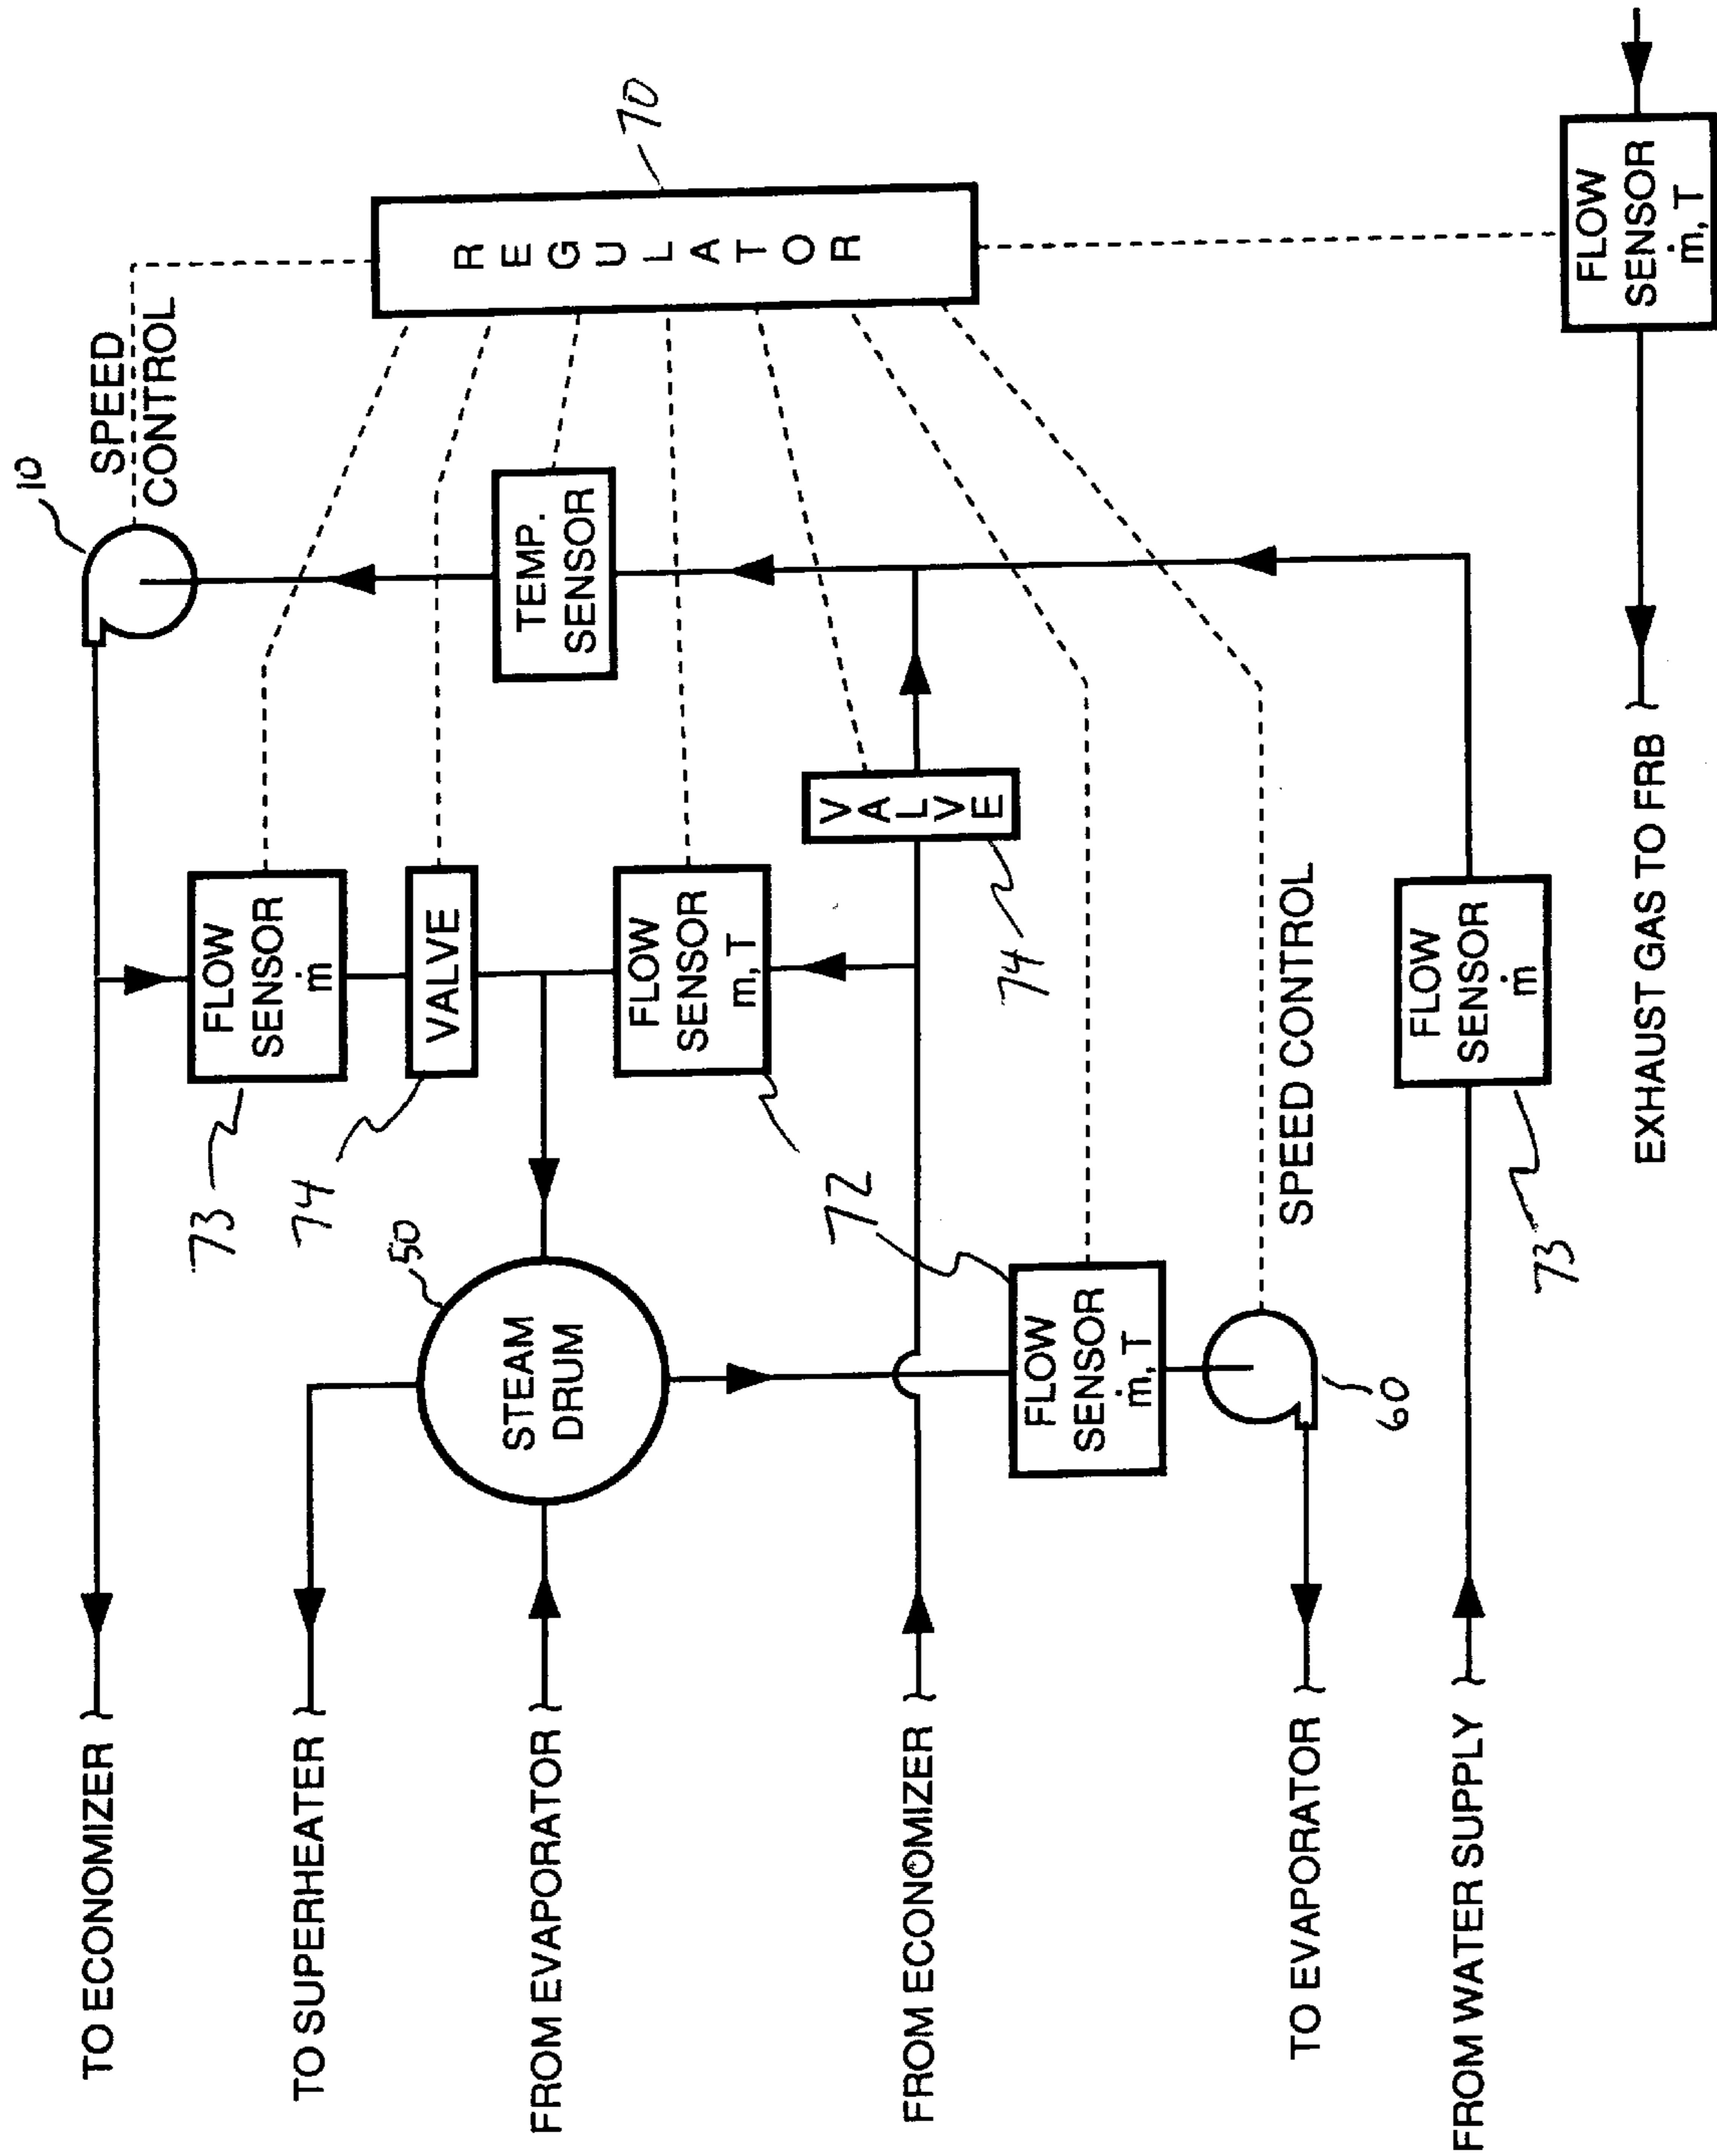 TO ECONOMIZER
TO SUPERHEATER
FROM EVAPORATOR
FROM ECONOMIZER
TO EVAPORATOR
FROM WATER SUPPLY
10
SPEED
CONTROL
73
FLOW
SENSOR
ṁ
74
VALVE
50
STEAM
DRUM
TEMP.
SENSOR
70
REGULATOR
FLOW
SENSOR
ṁ, T
72
VALVE
74
FLOW
SENSOR
ṁ, T
60
SPEED CONTROL
FLOW
SENSOR
ṁ
73
EXHAUST GAS TO FRB
FLOW
SENSOR
ṁ, T